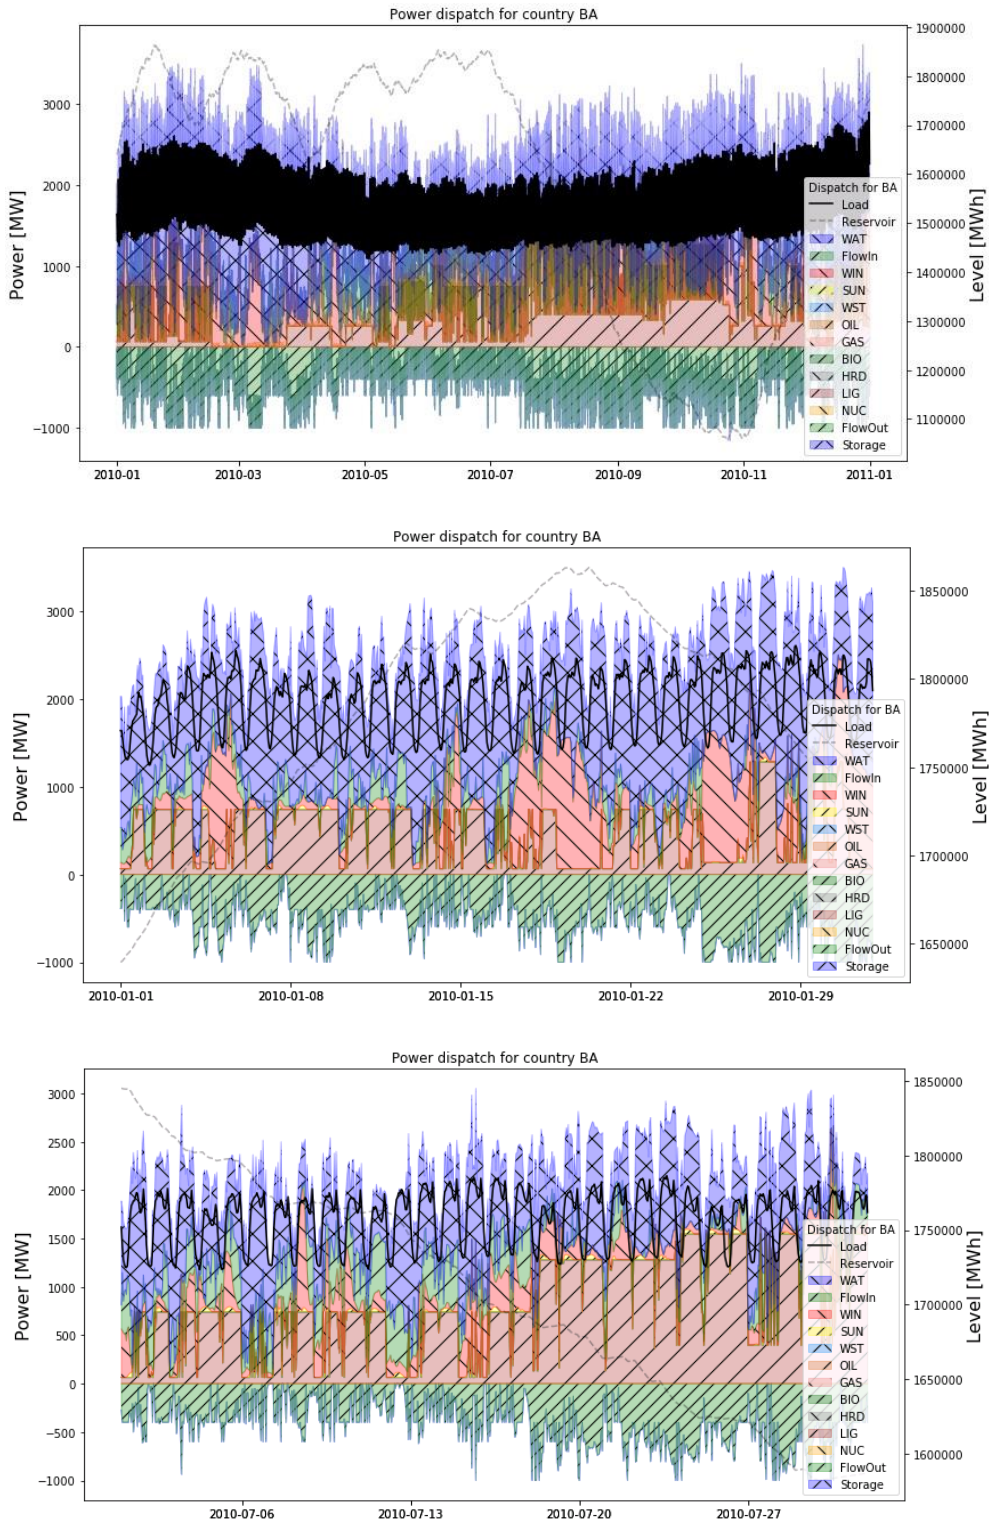 Power dispatch for country BA
1900000
1800000
1700000
1600000
1500000
1400000
1300000
1200000
1100000
3000
2000
1000
0
−1000
Power [MW]
Level [MWh]
Dispatch for BA
Load
Reservoir
WAT
FlowIn
WIN
SUN
WST
OIL
GAS
BIO
HRD
LIG
NUC
FlowOut
Storage
2010-01
2010-03
2010-05
2010-07
2010-09
2010-11
2011-01
Power dispatch for country BA
3000
2000
1000
0
−1000
Power [MW]
1850000
1800000
1750000
1700000
1650000
Level [MWh]
Dispatch for BA
Load
Reservoir
WAT
FlowIn
WIN
SUN
WST
OIL
GAS
BIO
HRD
LIG
NUC
FlowOut
Storage
2010-01-01
2010-01-08
2010-01-15
2010-01-22
2010-01-29
Power dispatch for country BA
3000
2500
2000
1500
1000
500
0
−500
−1000
Power [MW]
1850000
1800000
1750000
1700000
1650000
1600000
Level [MWh]
Dispatch for BA
Load
Reservoir
WAT
FlowIn
WIN
SUN
WST
OIL
GAS
BIO
HRD
LIG
NUC
FlowOut
Storage
2010-07-06
2010-07-13
2010-07-20
2010-07-27